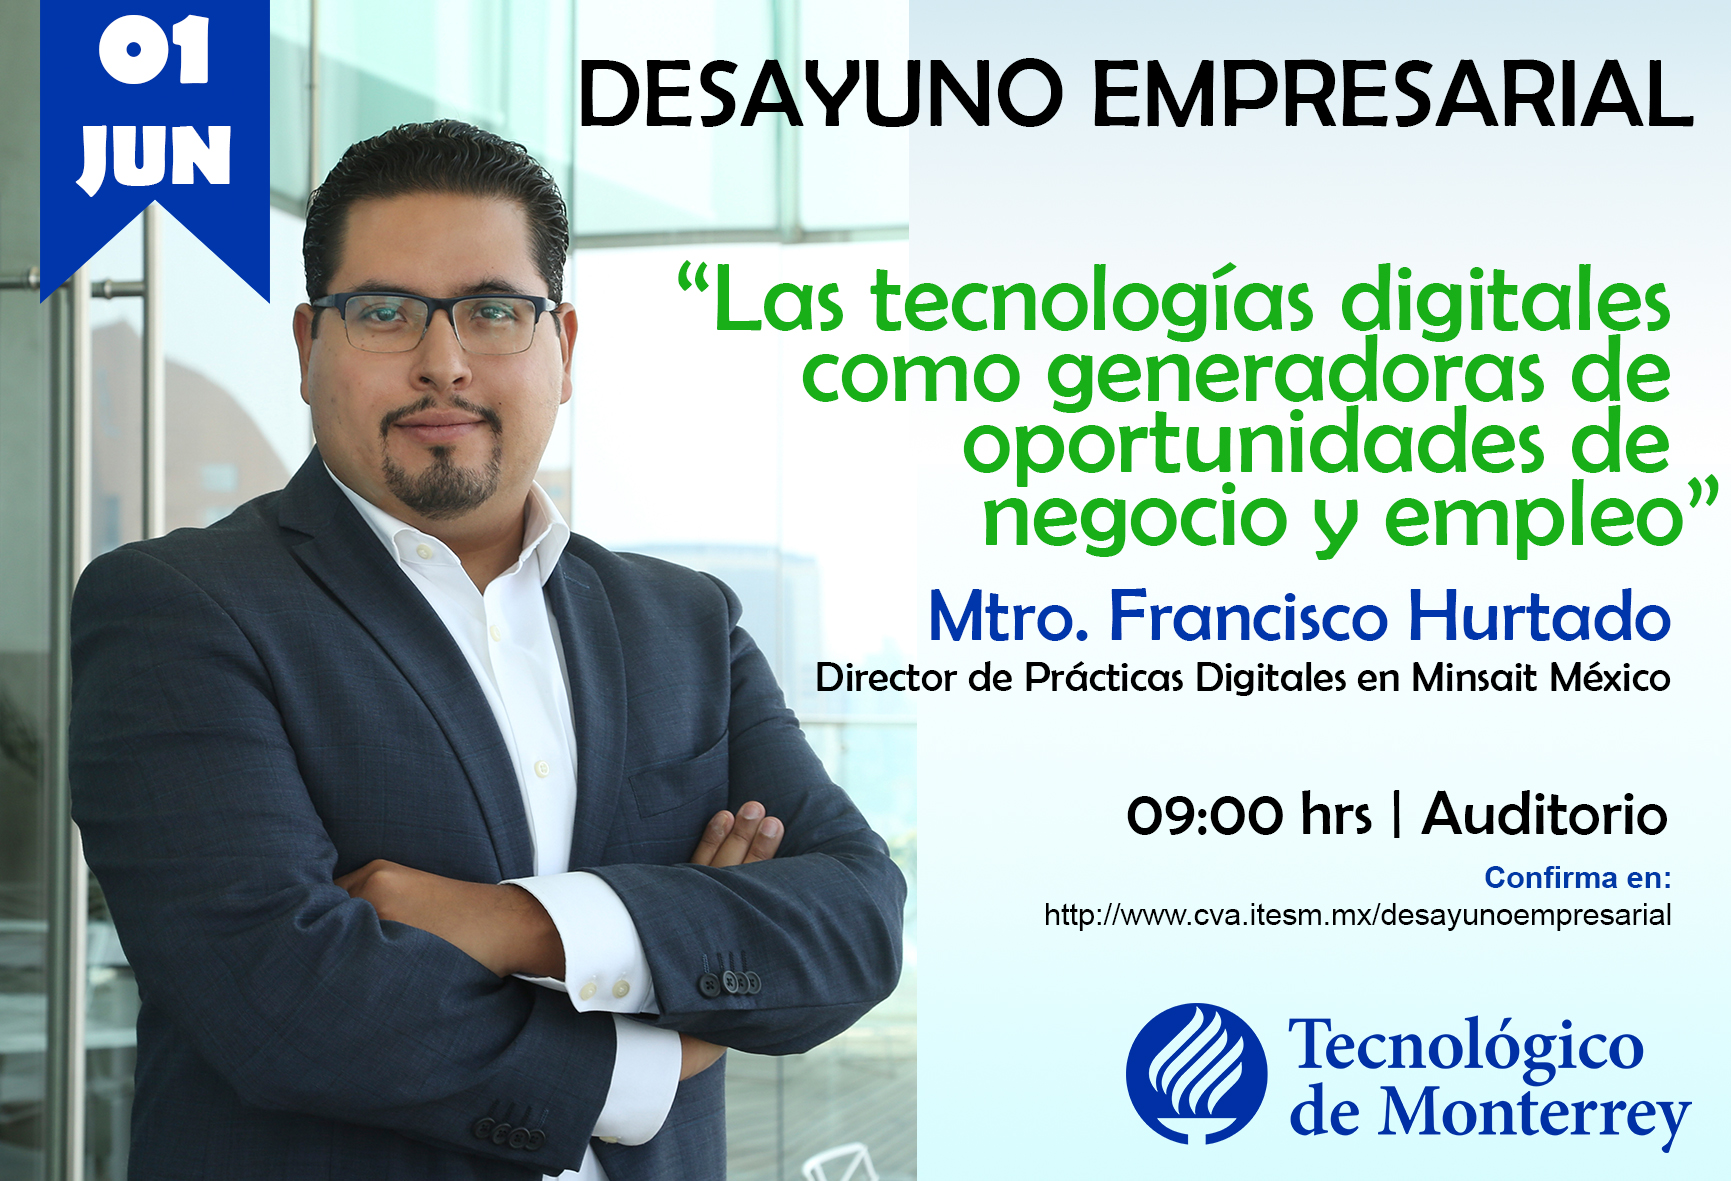 01
JUN
DESAYUNO EMPRESARIAL
“Las tecnologías digitales
como generadoras de
oportunidades de
negocio y empleo”
Mtro. Francisco Hurtado
Director de Prácticas Digitales en Minsait México
09:00 hrs | Auditorio
Confirma en:
http://www.cva.itesm.mx/desayunoempresarial
Tecnológico
de Monterrey